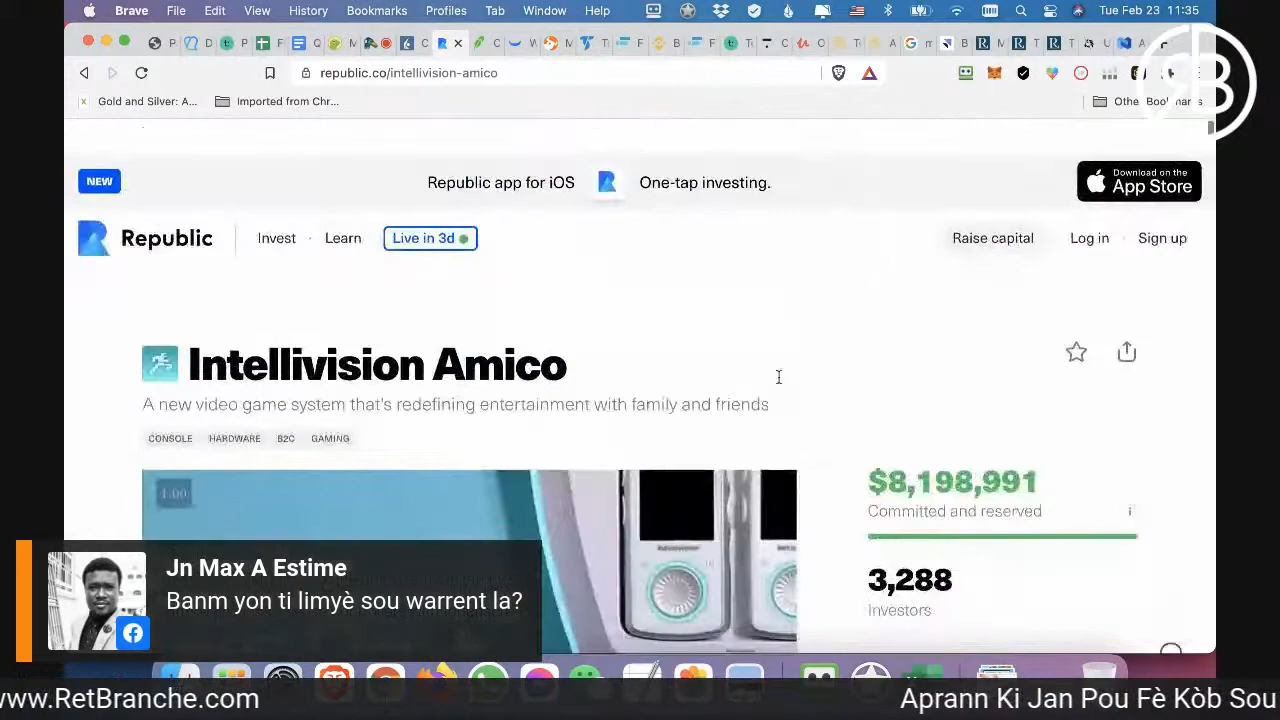 Brave File Edit View History Bookmarks Profiles Tab Window Help Tue Feb 23 11:35
republic.co/intellivision-amico
Gold and Silver: A... Imported from Chr... Other Bookmarks
NEW Republic app for iOS One-tap investing. Download on the App Store
Republic Invest · Learn Live in 3d Raise capital Log in · Sign up
Intellivision Amico
A new video game system that's redefining entertainment with family and friends
CONSOLE HARDWARE B2C GAMING
1:00
$8,198,991
Committed and reserved
3,288
Investors
Jn Max A Estime
Banm yon ti limyè sou warrent la?
www.RetBranche.com Aprann Ki Jan Pou Fè Kòb Sou